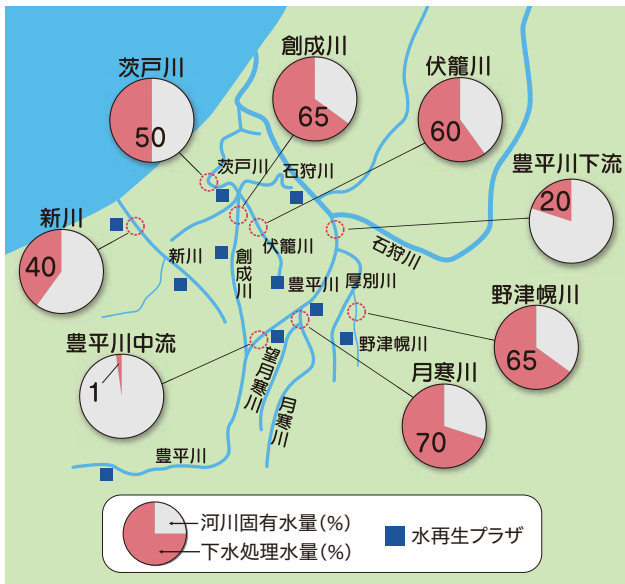 創成川
65
茨戸川
50
伏籠川
60
豊平川下流
20
新川
40
茨戸川
石狩川
石狩川
新川
創成川
伏籠川
豊平川
厚別川
野津幌川
65
豊平川中流
1
望月寒川
月寒川
野津幌川
月寒川
70
豊平川
河川固有水量(%)
下水処理水量(%)
水再生プラザ